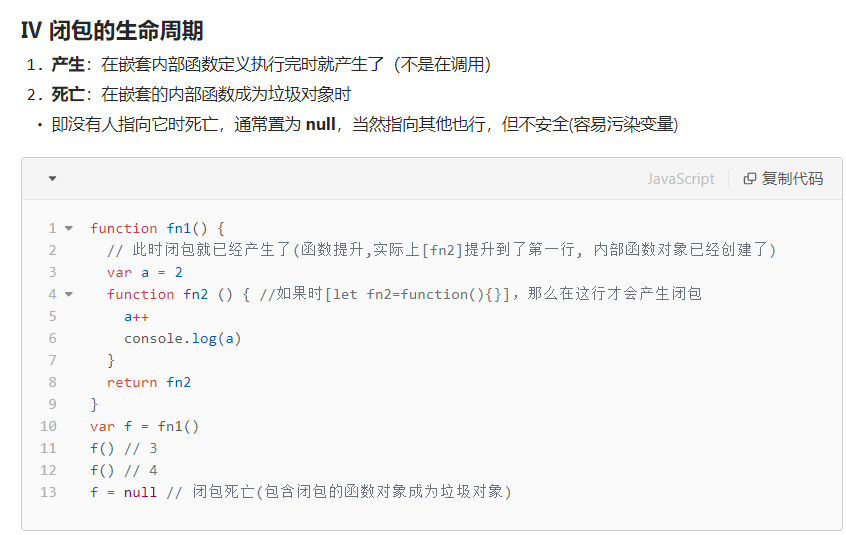 IV 闭包的生命周期
1. 产生：在嵌套内部函数定义执行完时就产生了（不是在调用）
2. 死亡：在嵌套的内部函数成为垃圾对象时
• 即没有人指向它时死亡，通常置为 null，当然指向其他也行，但不安全(容易污染变量)
JavaScript 复制代码
1 function fn1() {
2 // 此时闭包就已经产生了(函数提升,实际上[fn2]提升到了第一行, 内部函数对象已经创建了)
3 var a = 2
4 function fn2 () { //如果时[let fn2=function(){}]，那么在这行才会产生闭包
5 a++
6 console.log(a)
7 }
8 return fn2
9 }
10 var f = fn1()
11 f() // 3
12 f() // 4
13 f = null // 闭包死亡(包含闭包的函数对象成为垃圾对象)